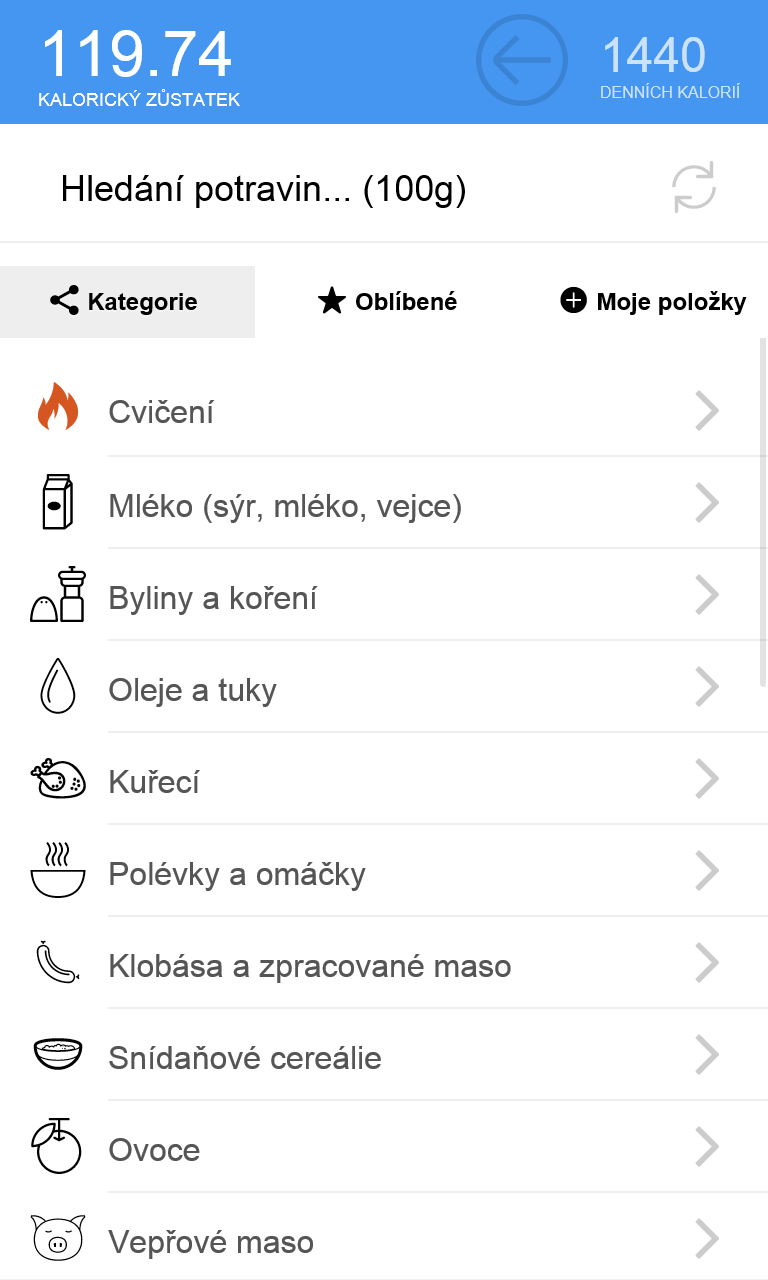 119.74
KALORICKÝ ZŮSTATEK
1440
DENNÍCH KALORIÍ
Hledání potravin... (100g)
Kategorie
Oblíbené
Moje položky
Cvičení
Mléko (sýr, mléko, vejce)
Byliny a koření
Oleje a tuky
Kuřecí
Polévky a omáčky
Klobása a zpracované maso
Snídaňové cereálie
Ovoce
Vepřové maso